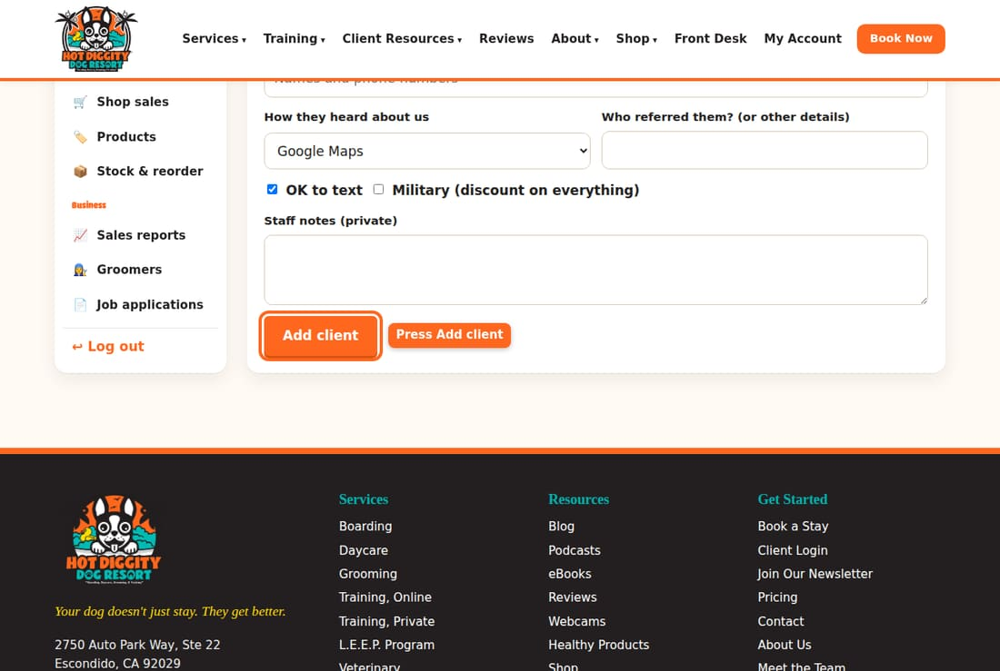 HOT DIGGITY
DOG RESORT
Services ▾ Training ▾ Client Resources ▾ Reviews About ▾ Shop ▾ Front Desk My Account Book Now
Shop sales
Products
Stock & reorder
Business
Sales reports
Groomers
Job applications
↩ Log out
Names and phone numbers
How they heard about us
Who referred them? (or other details)
Google Maps
OK to text Military (discount on everything)
Staff notes (private)
Add client Press Add client
HOT DIGGITY
DOG RESORT
Your dog doesn't just stay. They get better.
2750 Auto Park Way, Ste 22
Escondido, CA 92029
Services
Boarding
Daycare
Grooming
Training, Online
Training, Private
L.E.E.P. Program
Veterinary
Resources
Blog
Podcasts
eBooks
Reviews
Webcams
Healthy Products
Shop
Get Started
Book a Stay
Client Login
Join Our Newsletter
Pricing
Contact
About Us
Meet the Team